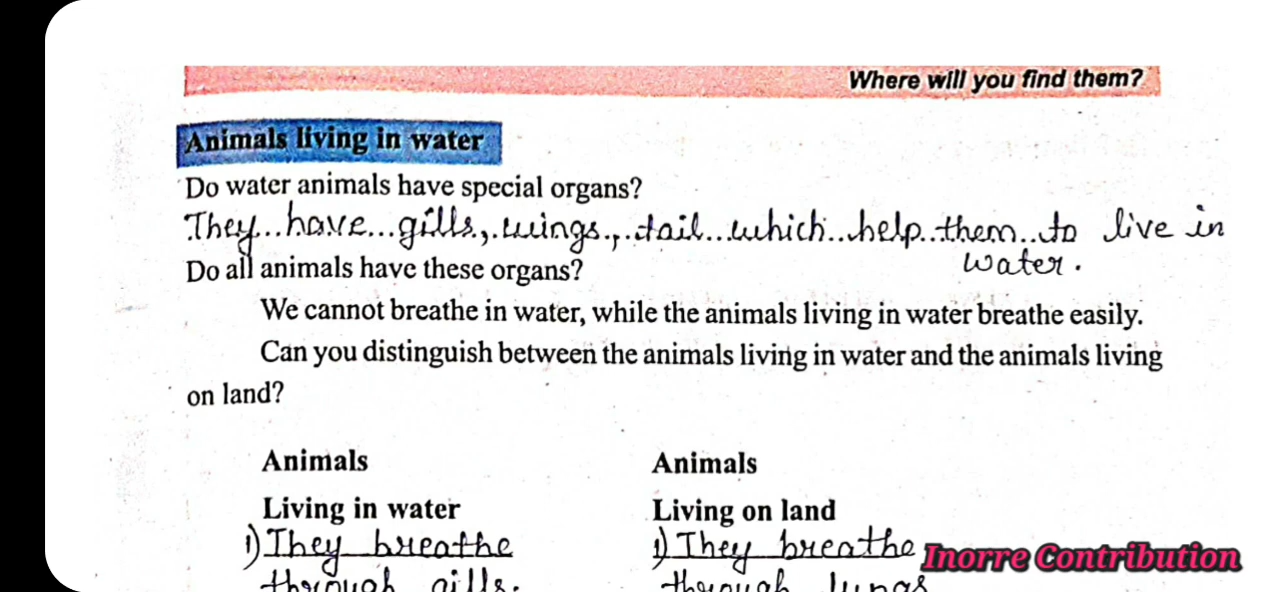 Where will you find them?
Animals living in water
Do water animals have special organs?
They...have...gills.,.wings.,.tail...which..help..them..to live in
water.
Do all animals have these organs?
We cannot breathe in water, while the animals living in water breathe easily.
Can you distinguish between the animals living in water and the animals living
on land?
Animals Animals
Living in water Living on land
1) They breathe 1) They breathe
through gills. through lungs
Inorre Contribution